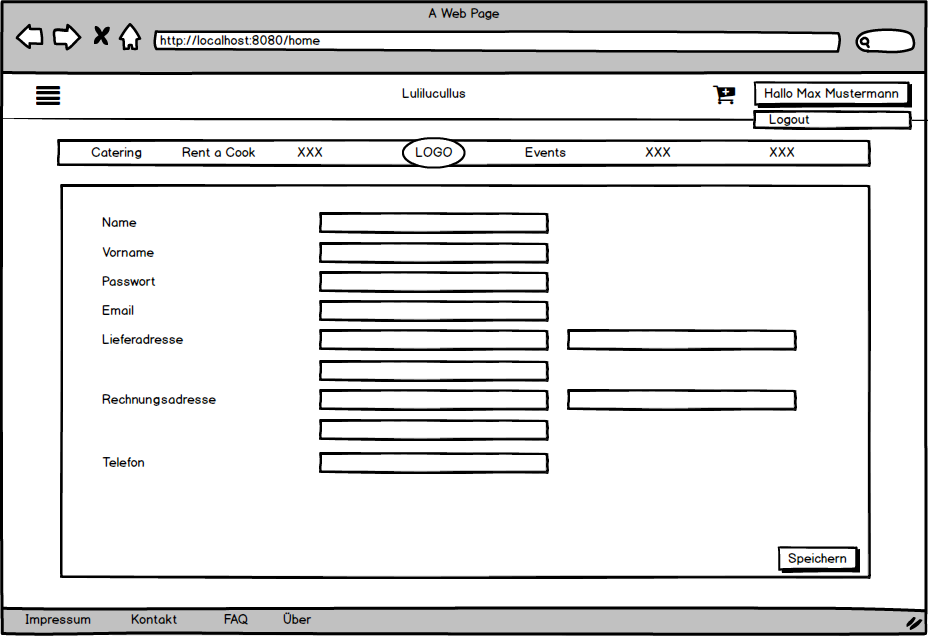 A Web Page
http://localhost:8080/home
Lulilucullus
Hallo Max Mustermann
Logout
Catering Rent a Cook XXX LOGO Events XXX XXX
Name
Vorname
Passwort
Email
Lieferadresse
Rechnungsadresse
Telefon
Speichern
Impressum Kontakt FAQ Über